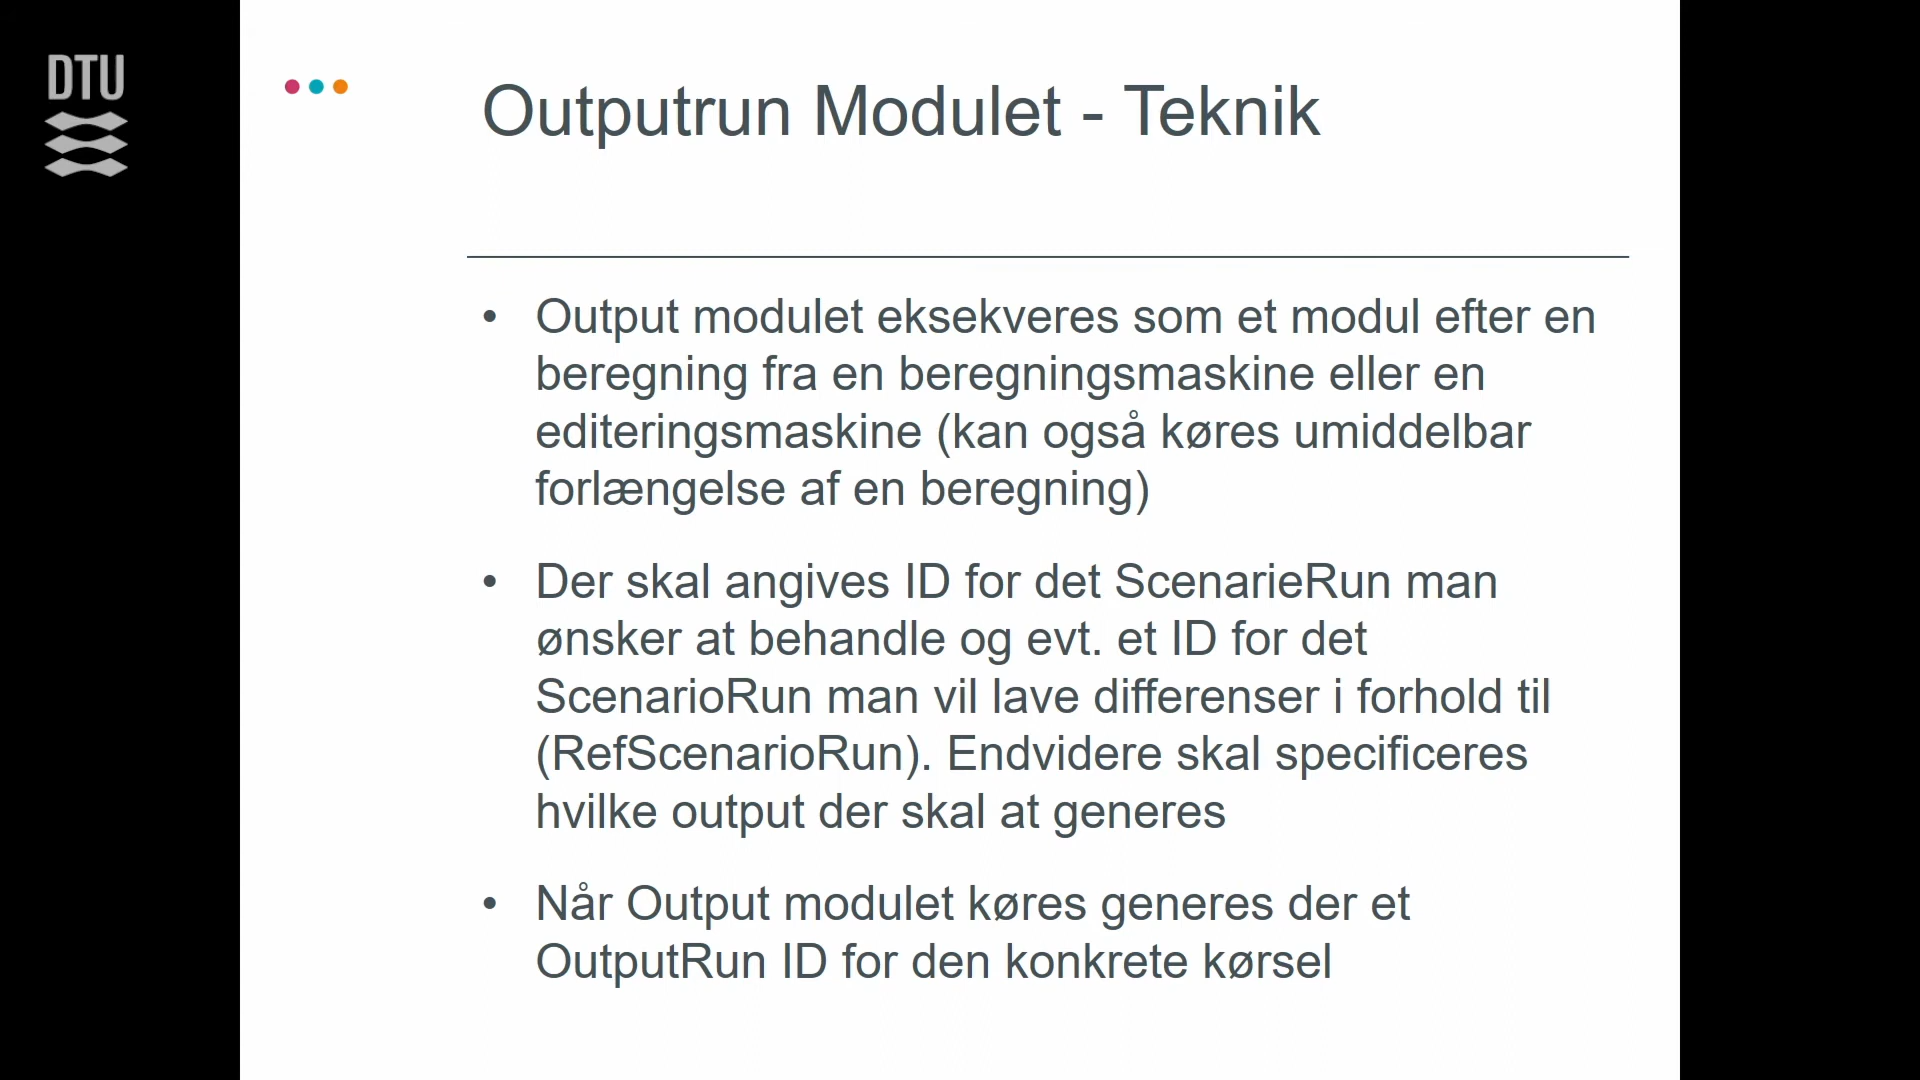 DTU
Outputrun Modulet - Teknik
• Output modulet eksekveres som et modul efter en
beregning fra en beregningsmaskine eller en
editeringsmaskine (kan også køres umiddelbar
forlængelse af en beregning)
• Der skal angives ID for det ScenarieRun man
ønsker at behandle og evt. et ID for det
ScenarioRun man vil lave differenser i forhold til
(RefScenarioRun). Endvidere skal specificeres
hvilke output der skal at generes
• Når Output modulet køres generes der et
OutputRun ID for den konkrete kørsel